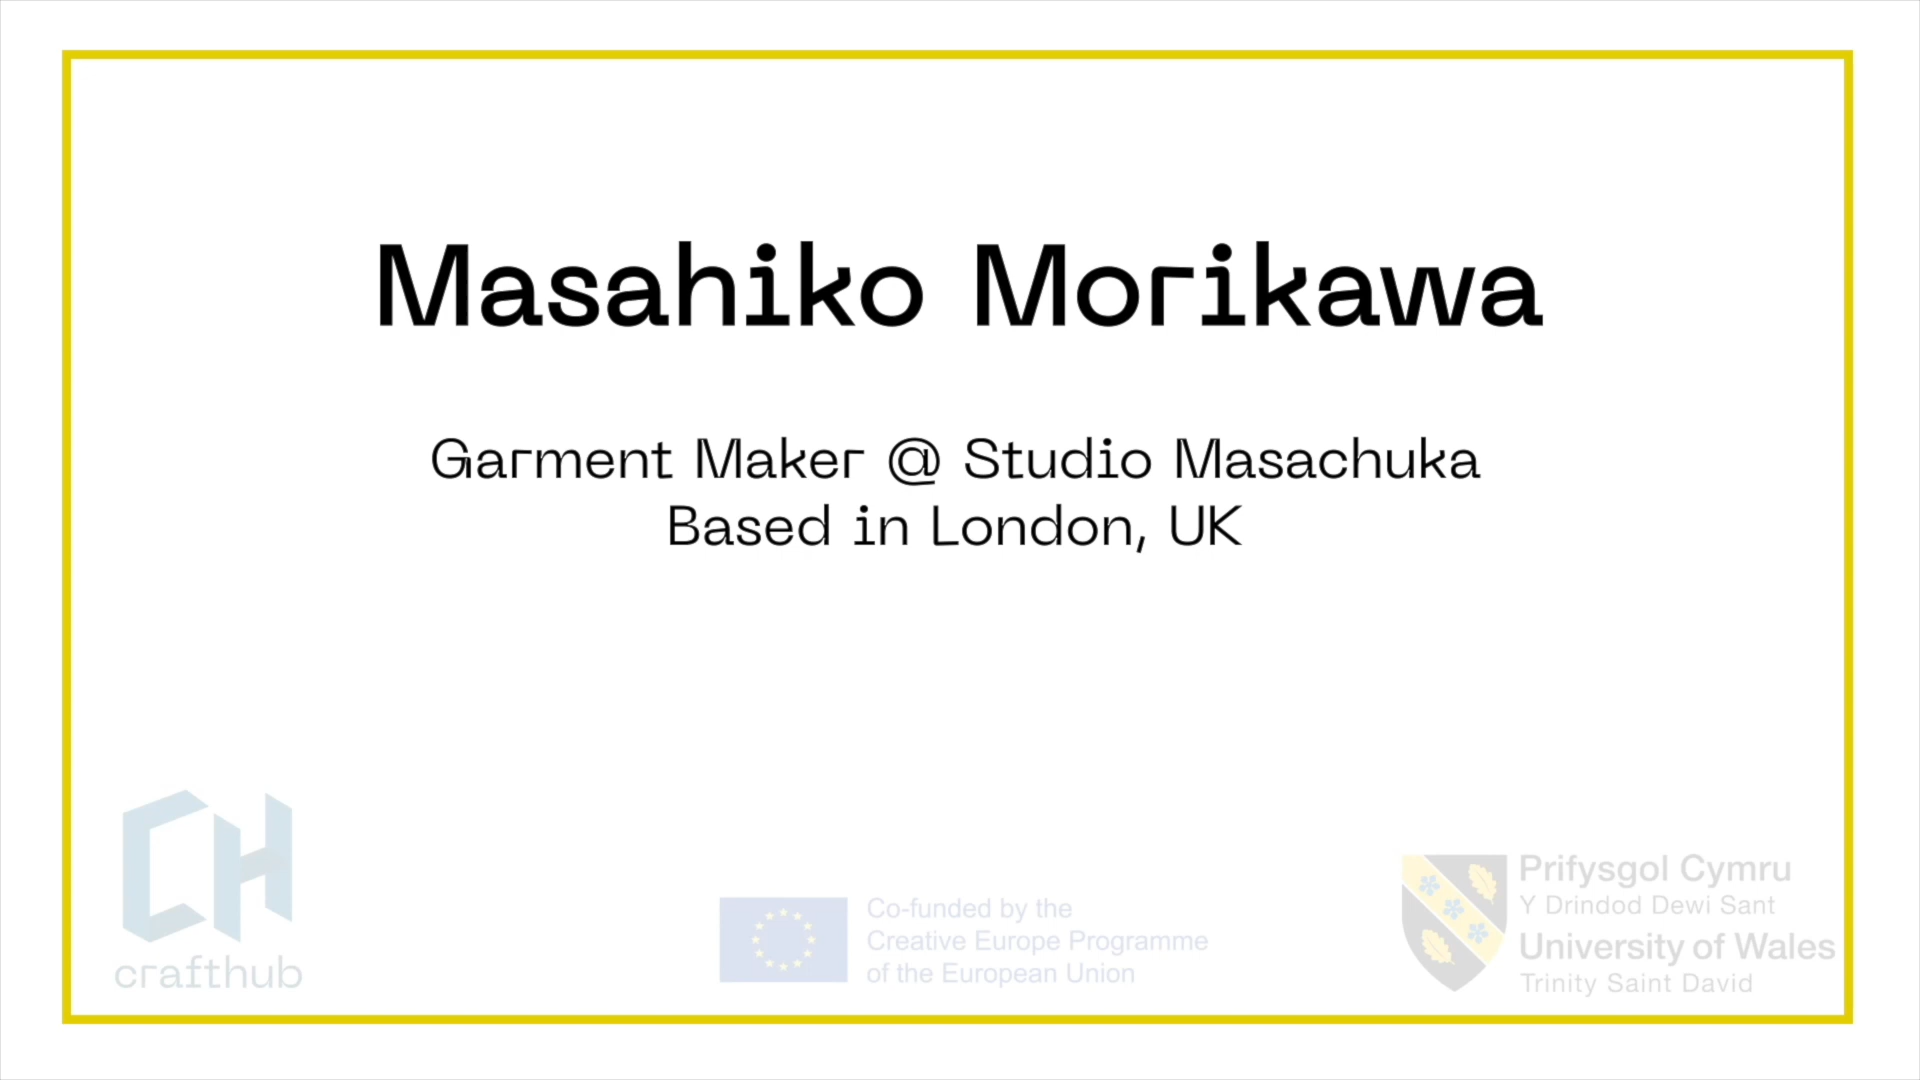 Masahiko Morikawa
Garment Maker @ Studio Masachuka
Based in London, UK
CH
crafthub
Co-funded by the
Creative Europe Programme
of the European Union
Prifysgol Cymru
Y Drindod Dewi Sant
University of Wales
Trinity Saint David